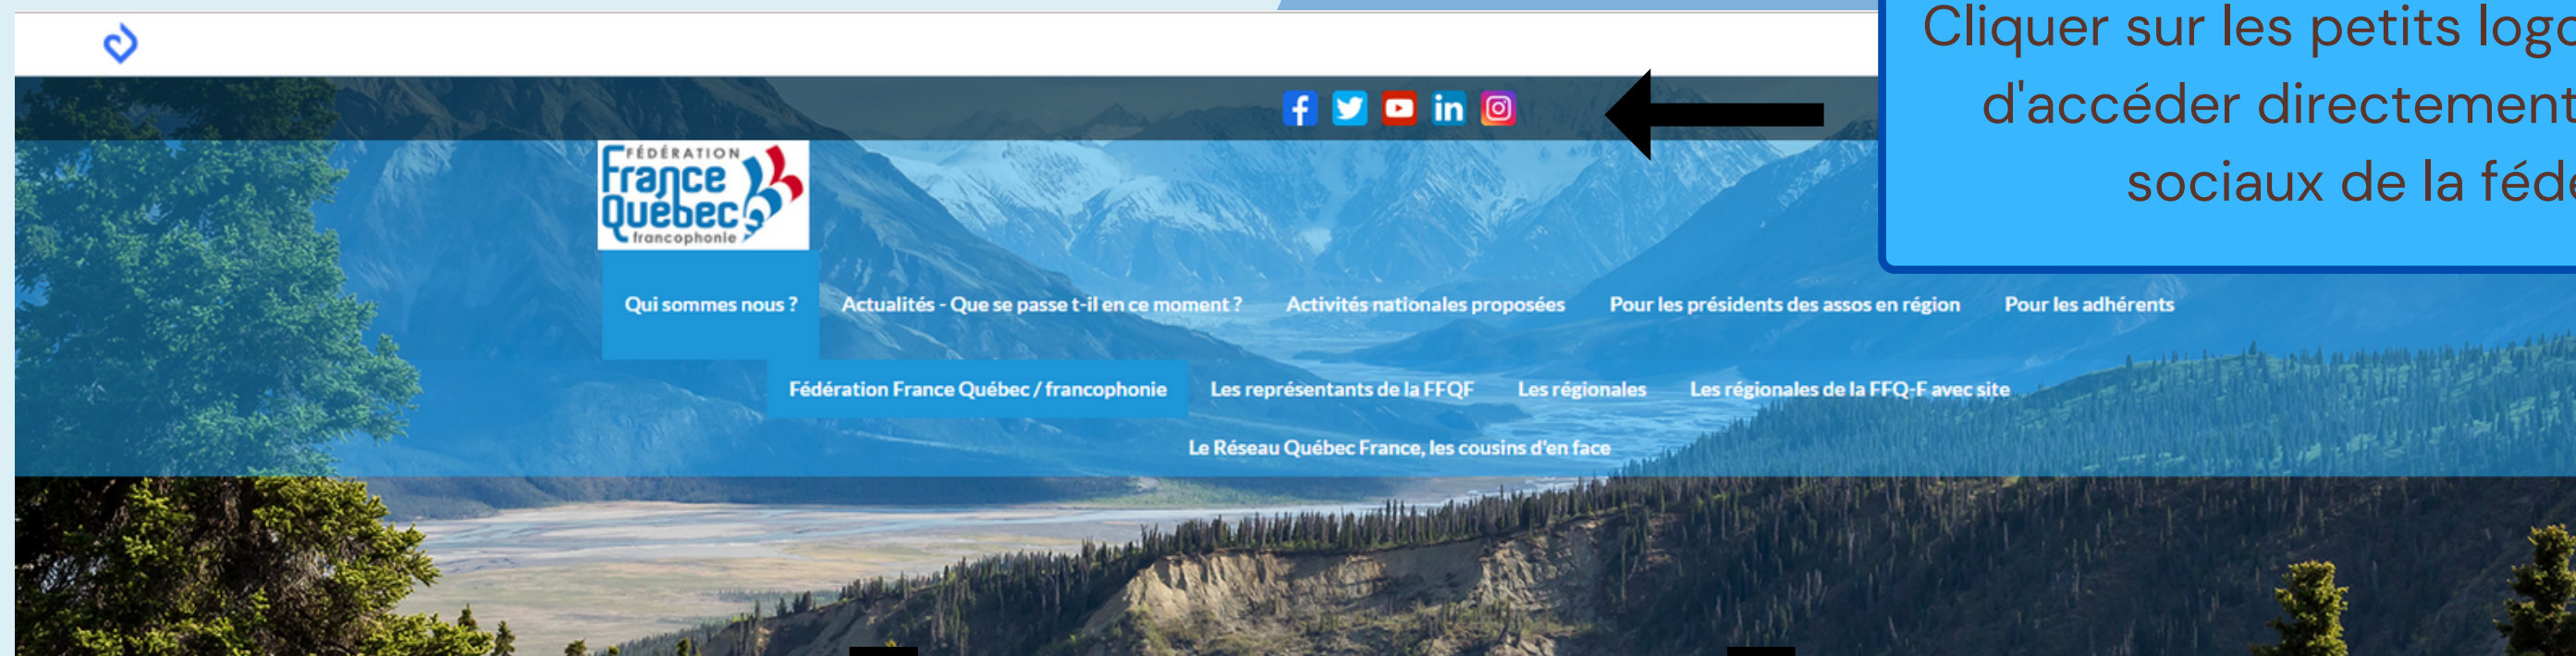 Cliquer sur les petits
d'accéder directement
sociaux de la
FÉDÉRATION
France
Québec
francophonie
Qui sommes nous ?
Actualités - Que se passe t-il en ce moment ?
Activités nationales proposées
Pour les présidents des assos en région
Pour les adhérents
Fédération France Québec / francophonie
Les représentants de la FFQF
Les régionales
Les régionales de la FFQ-F avec site
Le Réseau Québec France, les cousins d'en face